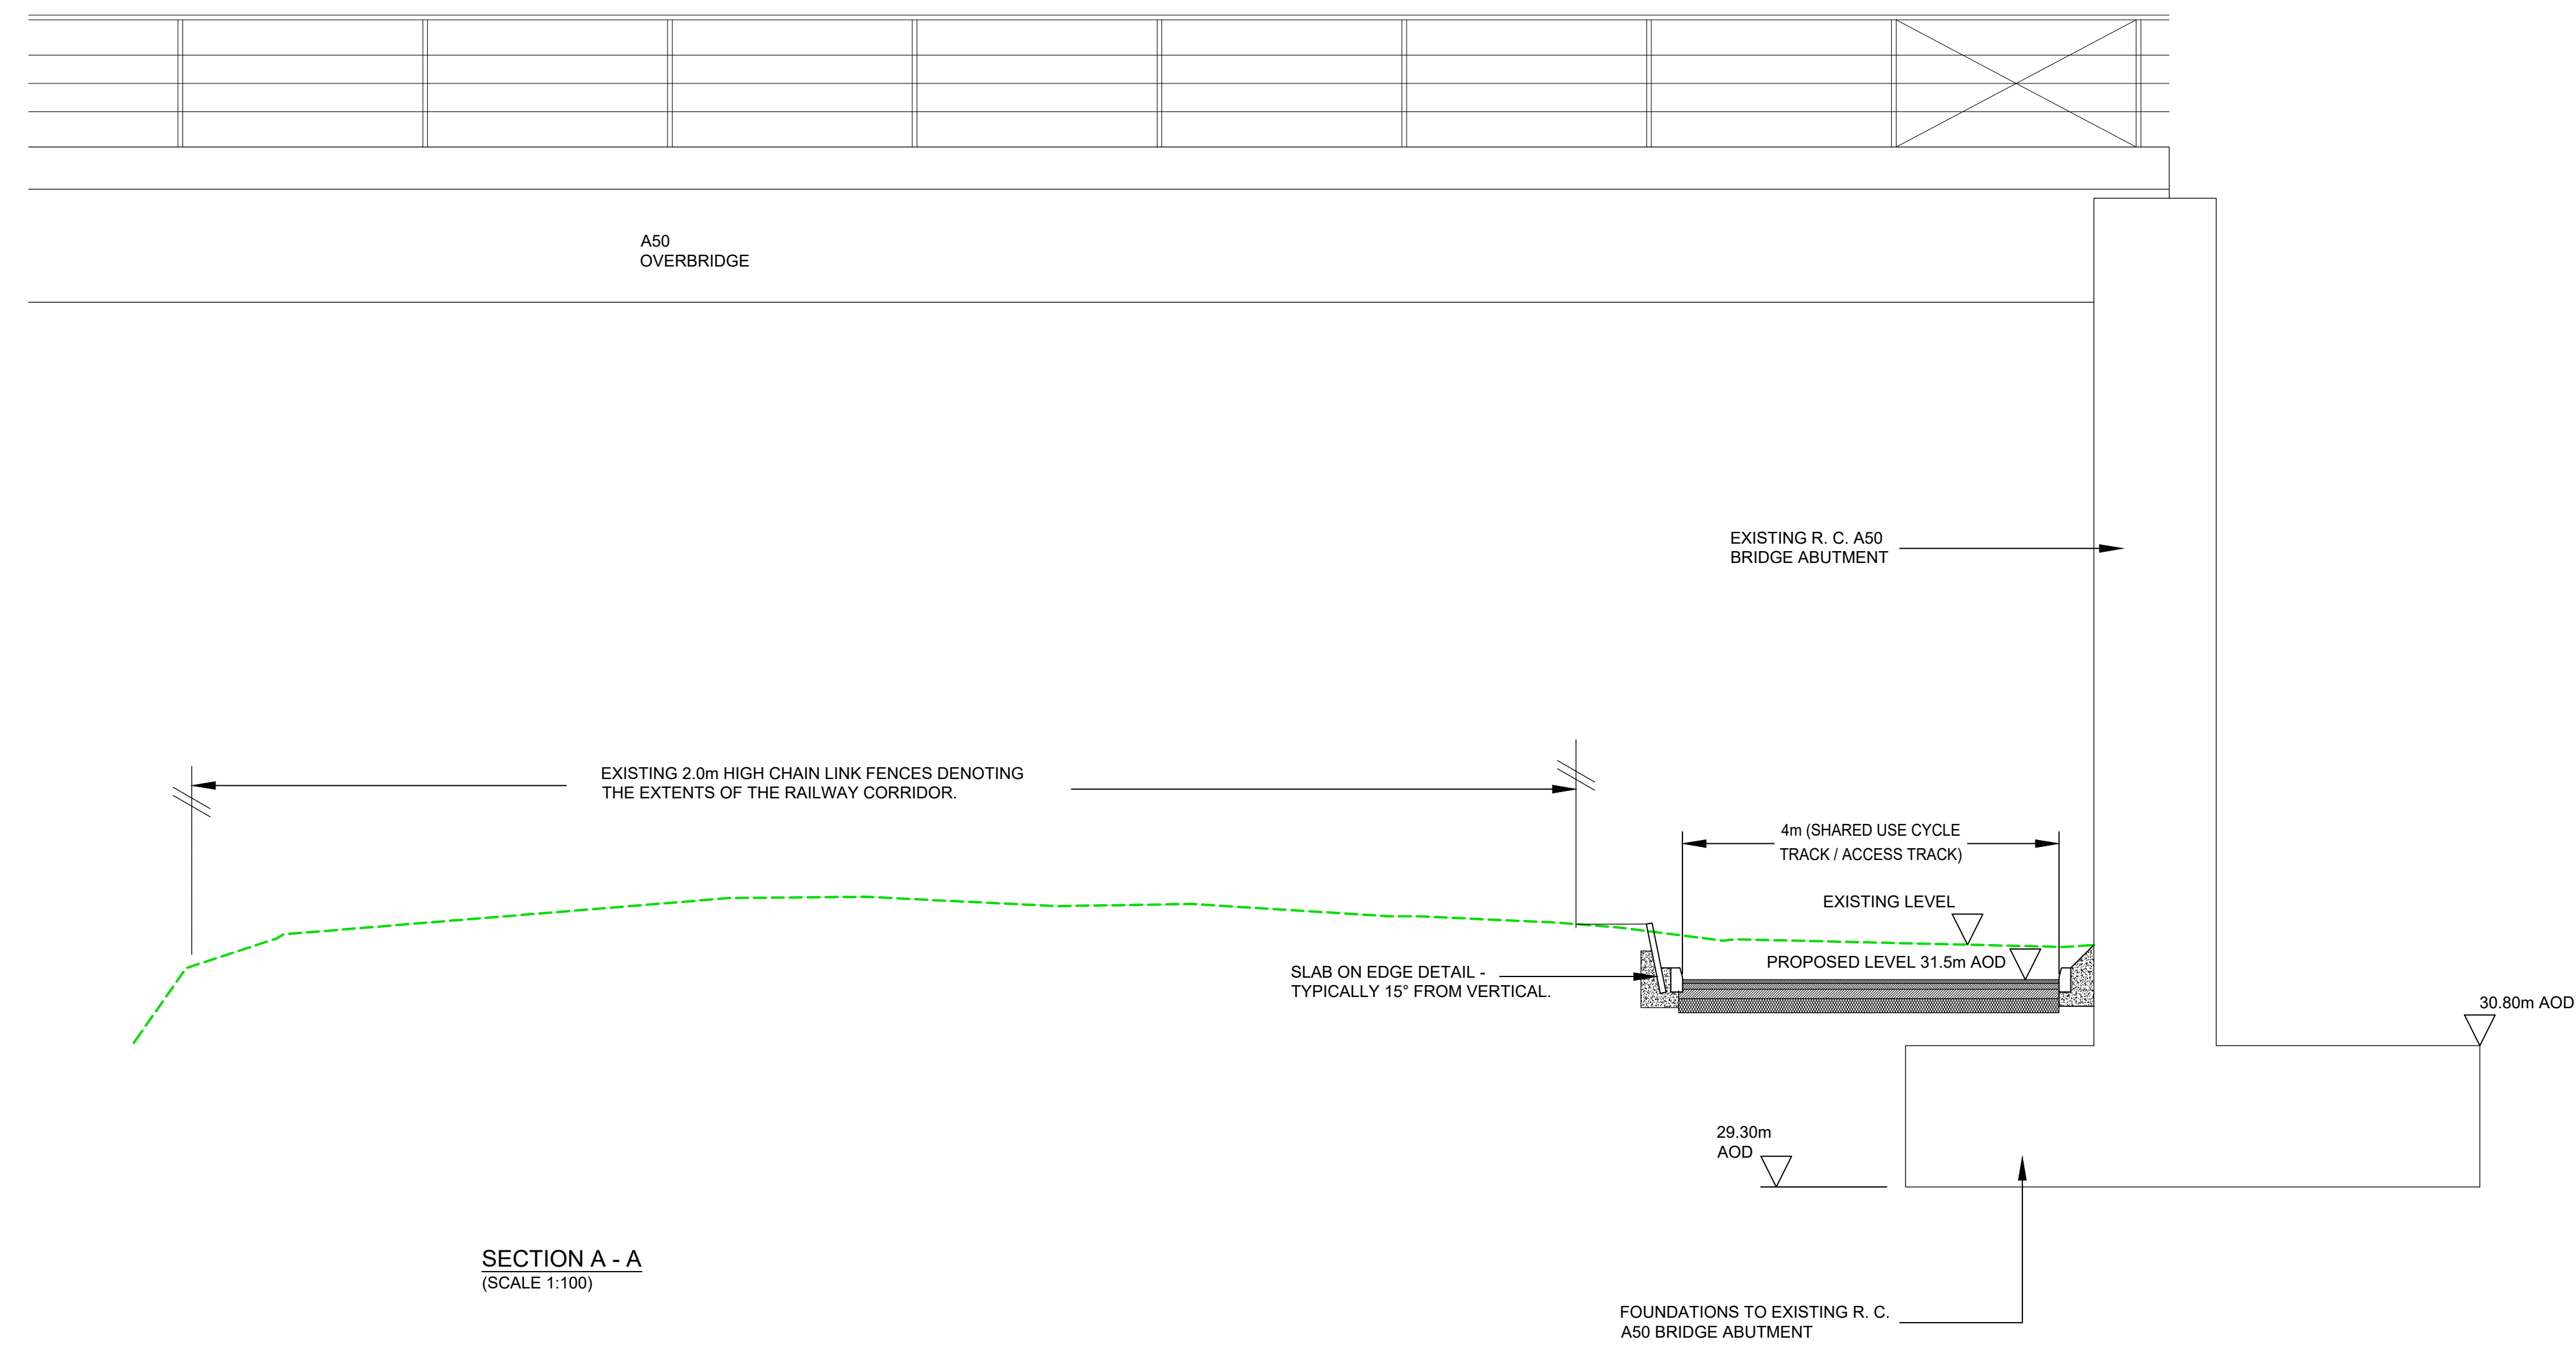 A50
OVERBRIDGE
EXISTING R. C. A50
BRIDGE ABUTMENT
EXISTING 2.0m HIGH CHAIN LINK FENCES DENOTING
THE EXTENTS OF THE RAILWAY CORRIDOR.
4m (SHARED USE CYCLE
TRACK / ACCESS TRACK)
EXISTING LEVEL
PROPOSED LEVEL 31.5m AOD
SLAB ON EDGE DETAIL -
TYPICALLY 15° FROM VERTICAL.
30.80m AOD
29.30m
AOD
SECTION A - A
(SCALE 1:100)
FOUNDATIONS TO EXISTING R. C.
A50 BRIDGE ABUTMENT